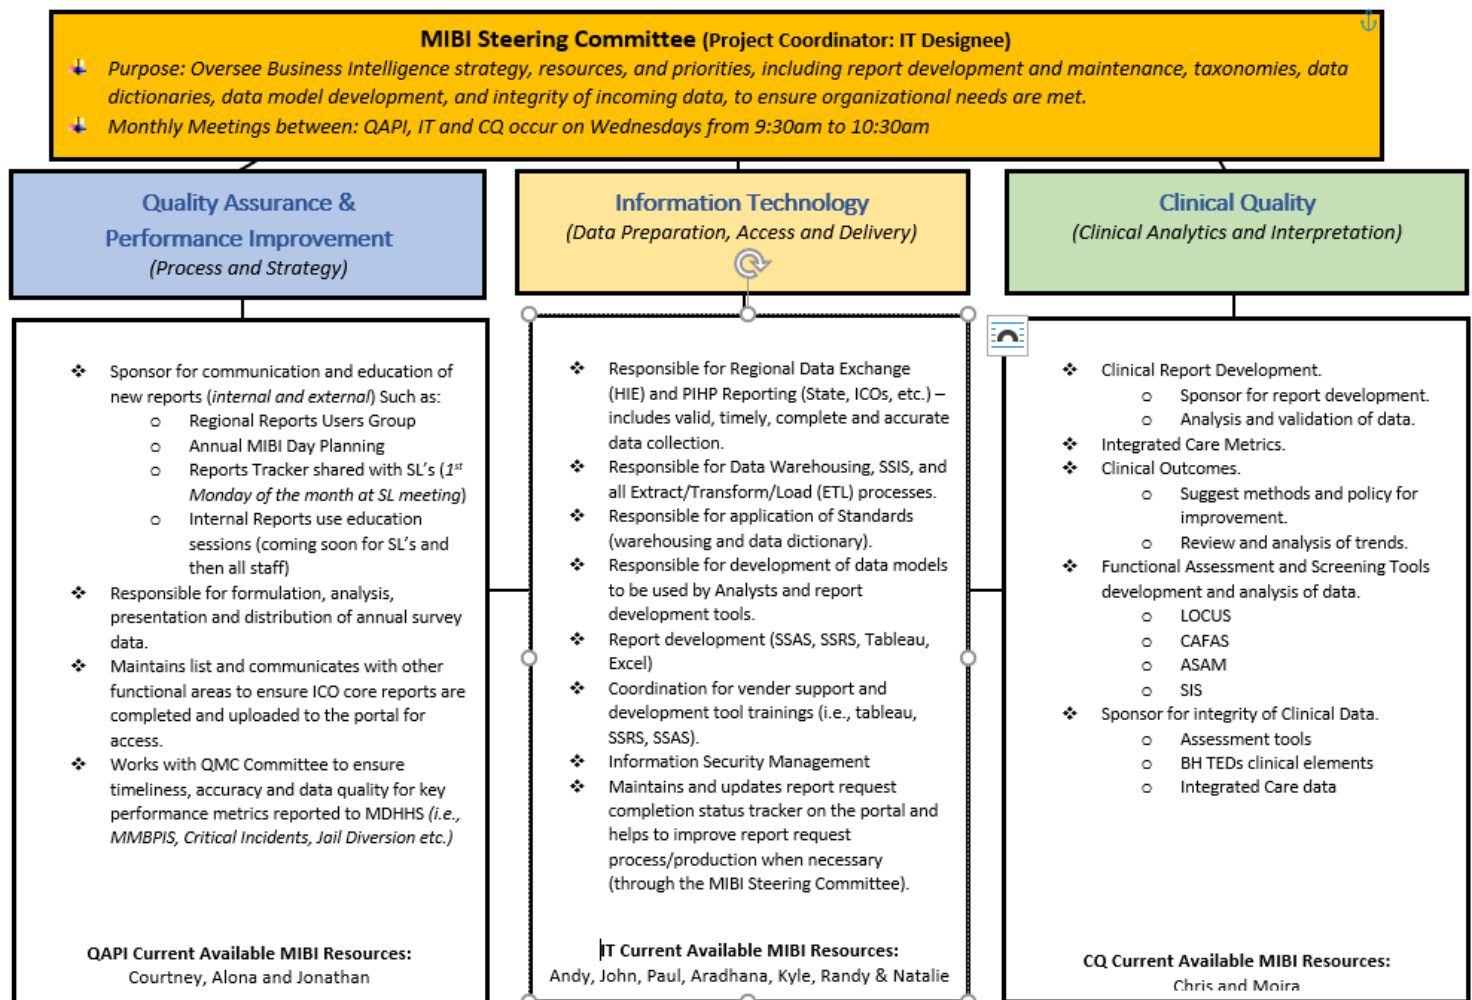 MIBI Steering Committee (Project Coordinator: IT Designee)
Purpose: Oversee Business Intelligence strategy, resources, and priorities, including report development and maintenance, taxonomies, data
dictionaries, data model development, and integrity of incoming data, to ensure organizational needs are met.
Monthly Meetings between: QAPI, IT and CQ occur on Wednesdays from 9:30am to 10:30am
Quality Assurance &
Performance Improvement
(Process and Strategy)
❖ Sponsor for communication and education of
new reports (internal and external) Such as:
o Regional Reports Users Group
o Annual MIBI Day Planning
o Reports Tracker shared with SL's (1st
Monday of the month at SL meeting)
o Internal Reports use education
sessions (coming soon for SL's and
then all staff)
❖ Responsible for formulation, analysis,
presentation and distribution of annual survey
data.
❖ Maintains list and communicates with other
functional areas to ensure ICO core reports are
completed and uploaded to the portal for
access.
❖ Works with QMC Committee to ensure
timeliness, accuracy and data quality for key
performance metrics reported to MDHHS (i.e.,
MMBPIS, Critical Incidents, Jail Diversion etc.)
QAPI Current Available MIBI Resources:
Courtney, Alona and Jonathan
Information Technology
(Data Preparation, Access and Delivery)
❖ Responsible for Regional Data Exchange
(HIE) and PIHP Reporting (State, ICOs, etc.) –
includes valid, timely, complete and accurate
data collection.
❖ Responsible for Data Warehousing, SSIS, and
all Extract/Transform/Load (ETL) processes.
❖ Responsible for application of Standards
(warehousing and data dictionary).
❖ Responsible for development of data models
to be used by Analysts and report
development tools.
❖ Report development (SSAS, SSRS, Tableau,
Excel)
❖ Coordination for vender support and
development tool trainings (i.e., tableau,
SSRS, SSAS).
❖ Information Security Management
❖ Maintains and updates report request
completion status tracker on the portal and
helps to improve report request
process/production when necessary
(through the MIBI Steering Committee).
IT Current Available MIBI Resources:
Andy, John, Paul, Aradhana, Kyle, Randy & Natalie
Clinical Quality
(Clinical Analytics and Interpretation)
❖ Clinical Report Development.
o Sponsor for report development.
o Analysis and validation of data.
❖ Integrated Care Metrics.
❖ Clinical Outcomes.
o Suggest methods and policy for
improvement.
o Review and analysis of trends.
❖ Functional Assessment and Screening Tools
development and analysis of data.
o LOCUS
o CAFAS
o ASAM
o SIS
❖ Sponsor for integrity of Clinical Data.
o Assessment tools
o BH TEDs clinical elements
o Integrated Care data
CQ Current Available MIBI Resources:
Chris and Moira